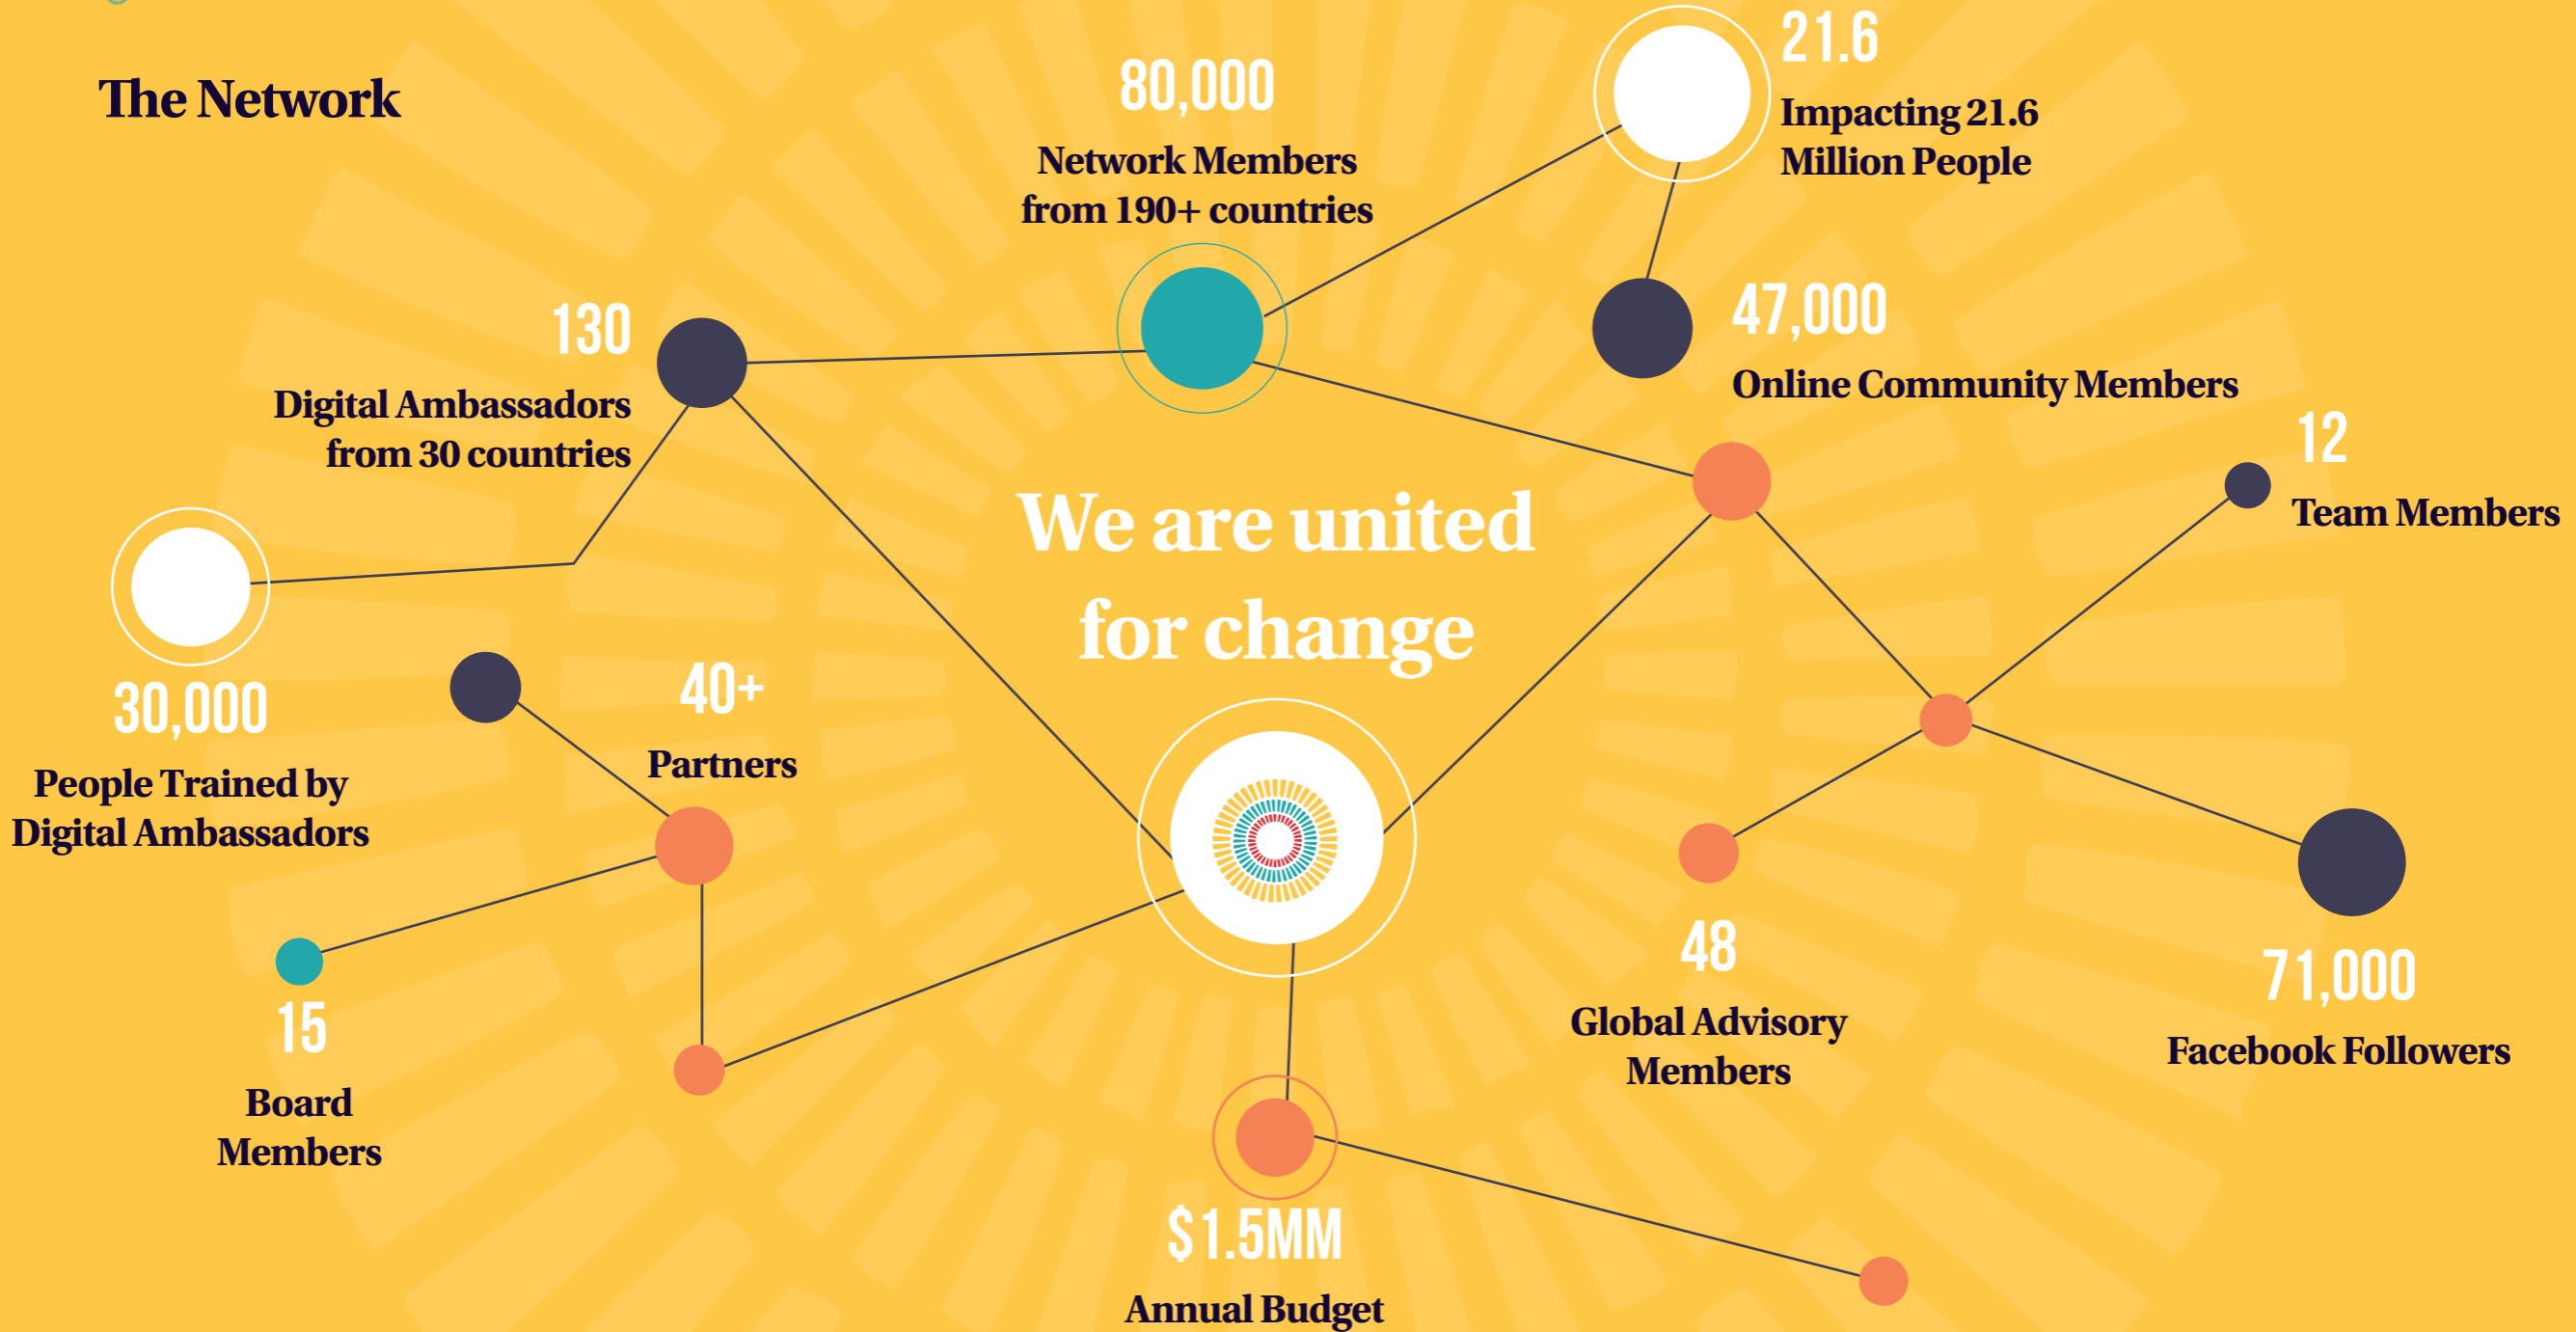 The Network
80,000
Network Members
from 190+ countries
21.6
Impacting 21.6
Million People
130
Digital Ambassadors
from 30 countries
47,000
Online Community Members
12
Team Members
We are united
for change
30,000
People Trained by
Digital Ambassadors
40+
Partners
15
Board
Members
48
Global Advisory
Members
71,000
Facebook Followers
$1.5MM
Annual Budget